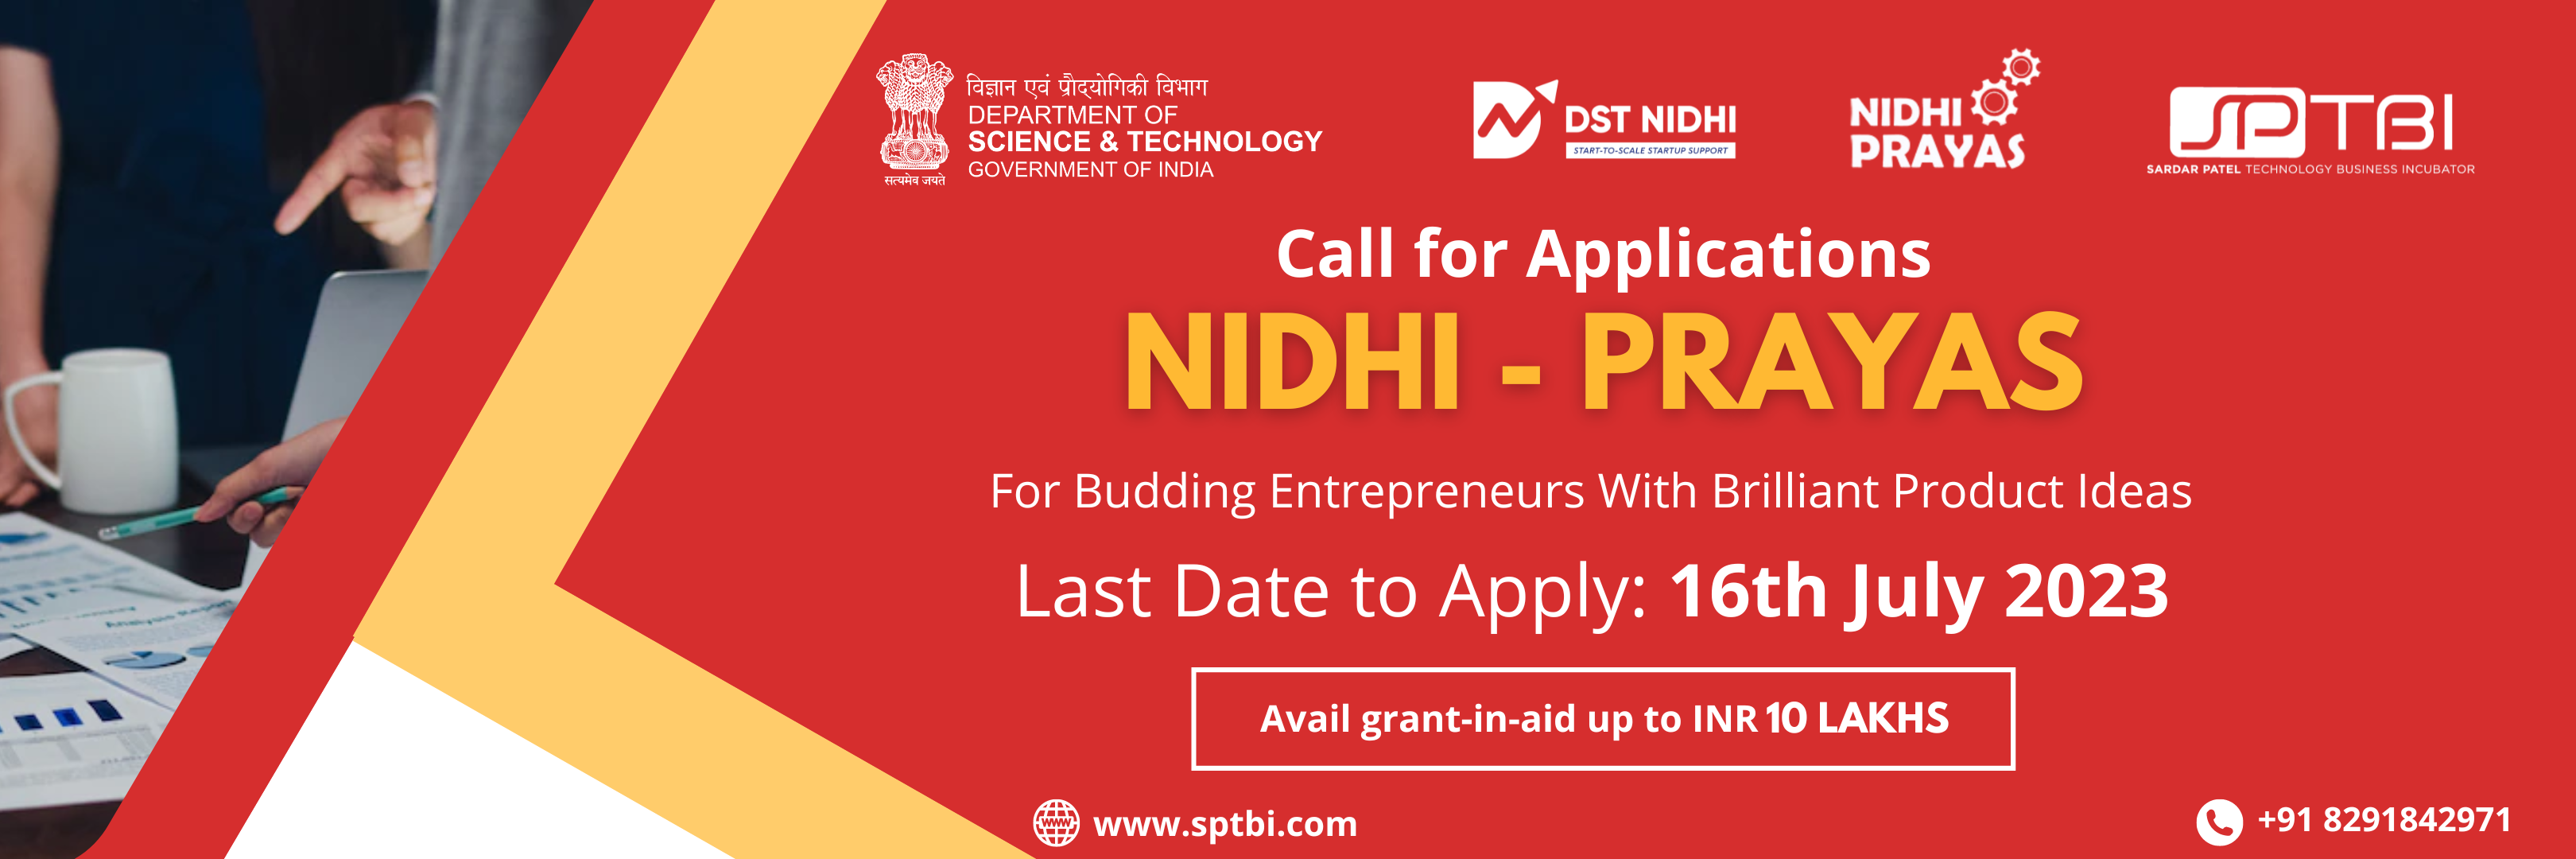 विज्ञान एवं प्रौद्योगिकी विभाग
DEPARTMENT OF
SCIENCE & TECHNOLOGY
GOVERNMENT OF INDIA
सत्यमेव जयते
DST NIDHI
START-TO-SCALE STARTUP SUPPORT
NIDHI
PRAYAS
SPTBI
SARDAR PATEL TECHNOLOGY BUSINESS INCUBATOR
Call for Applications
NIDHI - PRAYAS
For Budding Entrepreneurs With Brilliant Product Ideas
Last Date to Apply: 16th July 2023
Avail grant-in-aid up to INR 10 LAKHS
www
www.sptbi.com
+91 8291842971